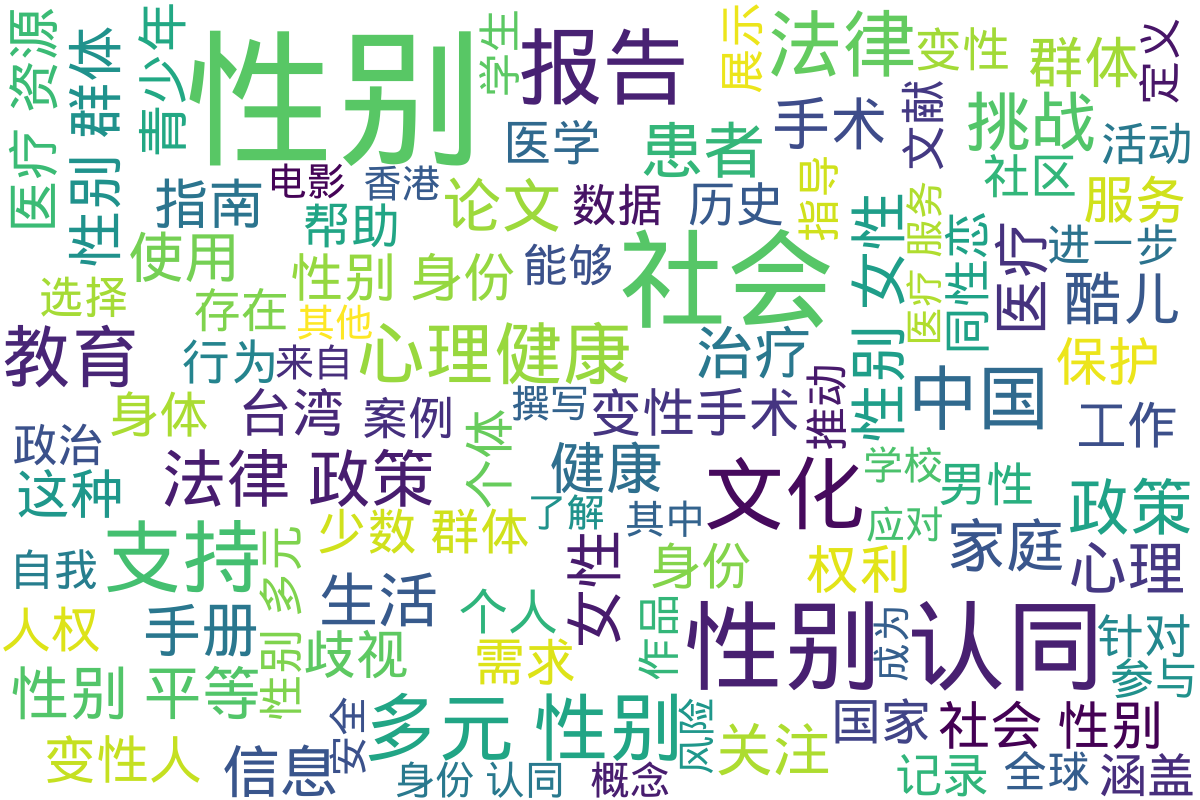 性别
报告
法律
变性
群体
定义
展示
学生
青少年
性别 群体
医疗 资源
医学
患者
手术
文献
挑战
活动
社区
服务
指南
电影
香港
帮助
论文
数据
历史
指导
医疗 服务
性别 女性
同性恋
医疗
进一步
酷儿
使用
性别 身份
能够
社会
选择
存在
其他
教育
行为
来自
心理健康
治疗
中国
保护
身体
台湾
案例
个体
撰写
变性手术
推动
工作
政治
这种
法律 政策
健康
文化
学校
男性
政策
支持
多元 性别
少数 群体
了解
其中
应对
家庭
心理
自我
生活
女性
身份
权利
人权
手册
歧视
个人
需求
作品
性别认同
成为
针对
参与
性别 平等
安全
多元 性别
风险
关注
国家
社会 性别
变性人
信息
身份 认同
概念
记录
全球
涵盖